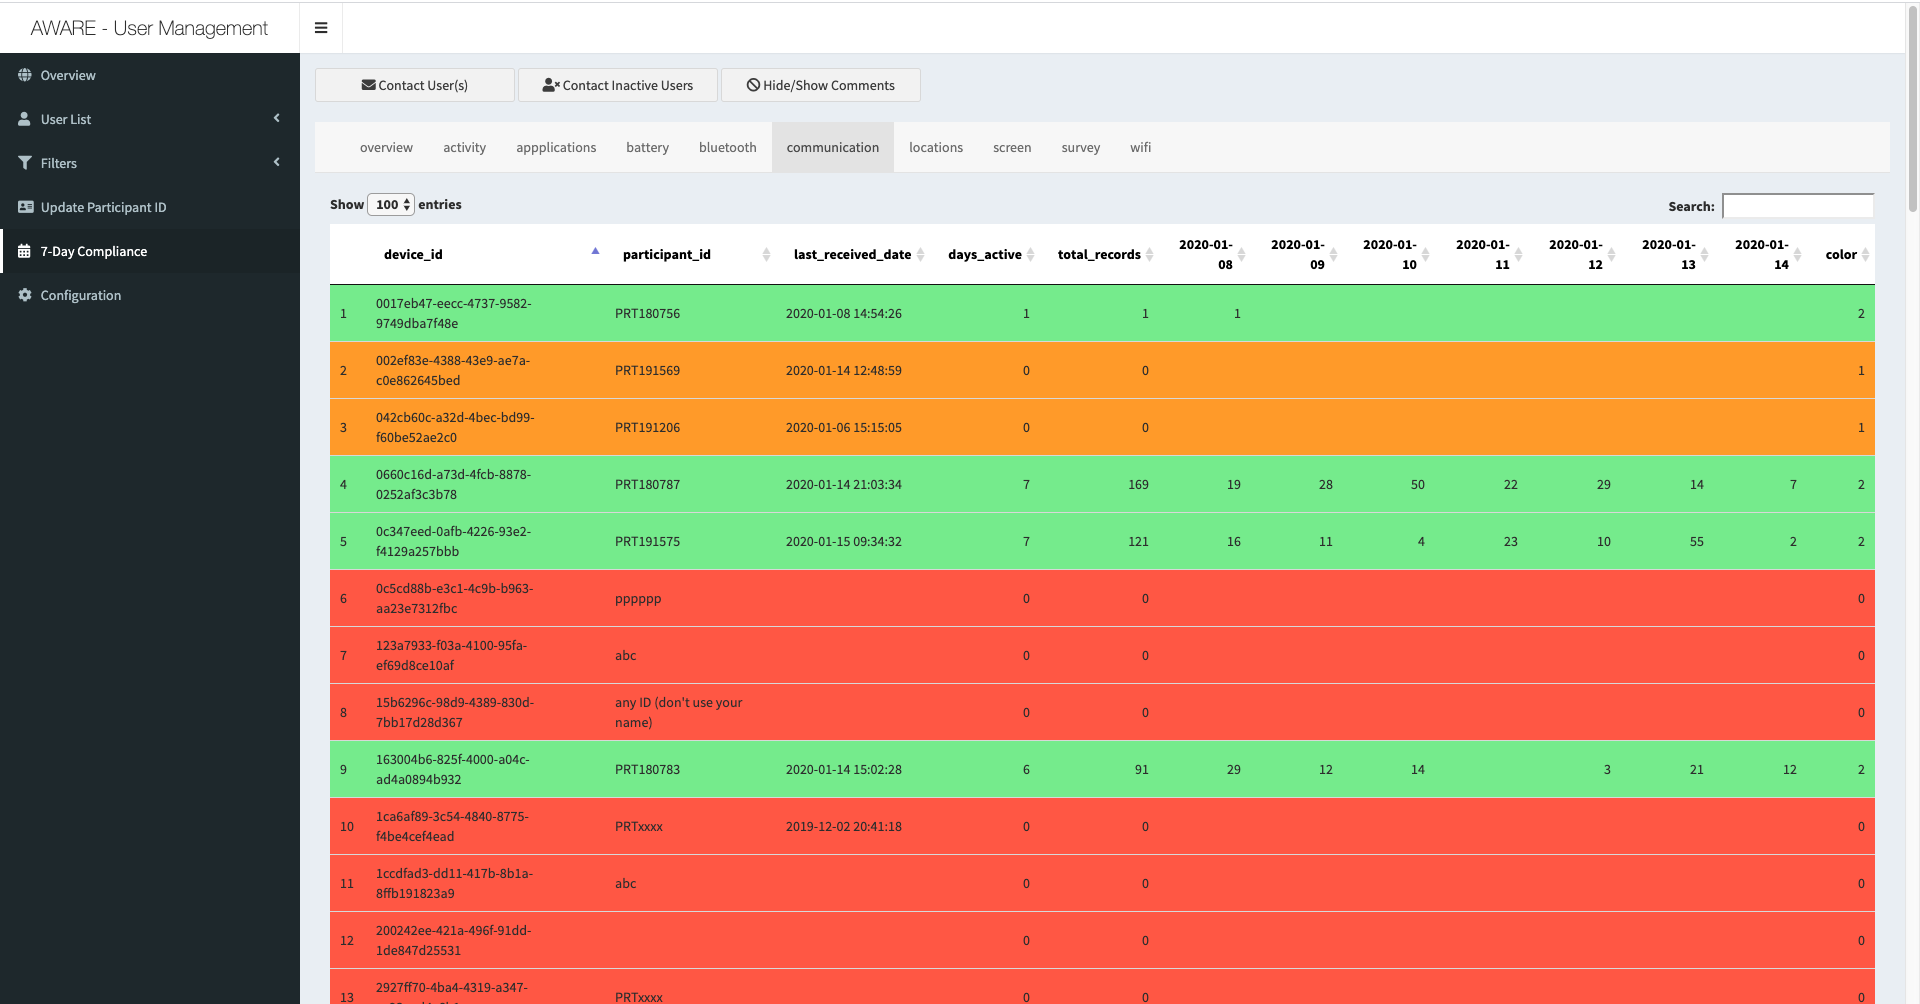 AWARE - User Management
Overview
User List
Filters
Update Participant ID
7-Day Compliance
Configuration
Contact User(s) Contact Inactive Users Hide/Show Comments
overview activity appplications battery bluetooth communication locations screen survey wifi
Show 100 entries
Search:
device_id participant_id last_received_date days_active total_records 2020-01-08 2020-01-09 2020-01-10 2020-01-11 2020-01-12 2020-01-13 2020-01-14 color
1 0017eb47-eecc-4737-9582-9749dba7f48e PRT180756 2020-01-08 14:54:26 1 1 1 2
2 002ef83e-4388-43e9-ae7a-c0e862645bed PRT191569 2020-01-14 12:48:59 0 0 1
3 042cb60c-a32d-4bec-bd99-f60be52ae2c0 PRT191206 2020-01-06 15:15:05 0 0 1
4 0660c16d-a73d-4fcb-8878-0252af3c3b78 PRT180787 2020-01-14 21:03:34 7 169 19 28 50 22 29 14 7 2
5 0c347eed-0afb-4226-93e2-f4129a257bbb PRT191575 2020-01-15 09:34:32 7 121 16 11 4 23 10 55 2 2
6 0c5cd88b-e3c1-4c9b-b963-aa23e7312fbc pppppp 0 0 0
7 123a7933-f03a-4100-95fa-ef69d8ce10af abc 0 0 0
8 15b6296c-98d9-4389-830d-7bb17d28d367 any ID (don't use your name) 0 0 0
9 163004b6-825f-4000-a04c-ad4a0894b932 PRT180783 2020-01-14 15:02:28 6 91 29 12 14 3 21 12 2
10 1ca6af89-3c54-4840-8775-f4be4cef4ead PRTxxxx 2019-12-02 20:41:18 0 0 0
11 1ccdfad3-dd11-417b-8b1a-8ffb191823a9 abc 0 0 0
12 200242ee-421a-496f-91dd-1de847d25531 0 0 0
13 2927ff70-4ba4-4319-a347- PRTxxxx 0 0 0